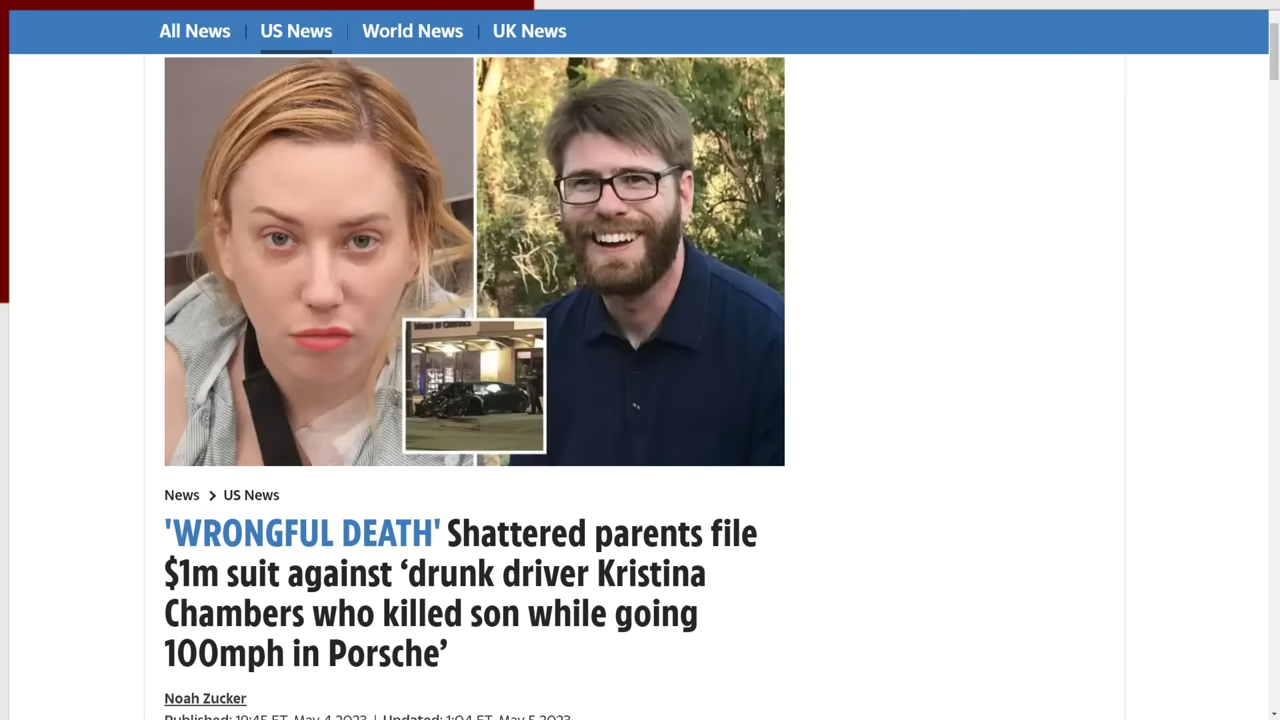 All News US News World News UK News
News > US News
'WRONGFUL DEATH' Shattered parents file
$1m suit against ‘drunk driver Kristina
Chambers who killed son while going
100mph in Porsche’
Noah Zucker
Published: 19:45 ET, May 4 2023 | Updated: 1:04 ET, May 5 2023